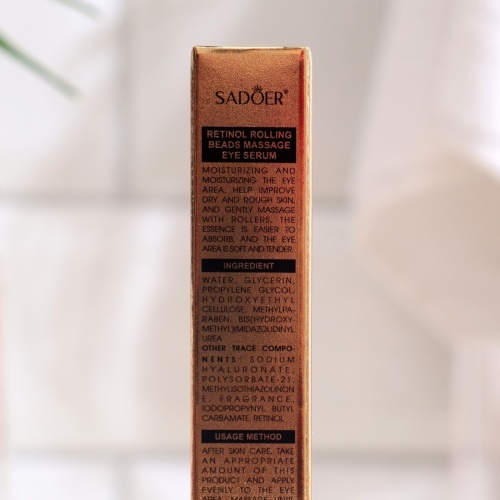 SADOER®
RETINOL ROLLING
BEADS MASSAGE
EYE SERUM
MOISTURIZING AND
MOISTURIZING THE EYE
AREA, HELP IMPROVE
DRY AND ROUGH SKIN,
AND GENTLY MASSAGE
WITH ROLLERS, THE
ESSENCE IS EASIER TO
ABSORB, AND THE EYE
AREA IS SOFT AND TENDER.
INGREDIENT
WATER, GLYCERIN,
PROPYLENE GLYCOL,
HYDROXYETHYL
CELLULOSE, METHYLPA-
RABEN, BIS(HYDROXY-
METHYL)IMIDAZOLIDINYL
UREA
OTHER TRACE COMPO-
NENTS: SODIUM
HYALURONATE,
POLYSORBATE-21,
METHYLISOTHIAZOLINON
E, FRAGRANCE,
IODOPROPYNYL BUTYL
CARBAMATE, RETINOL
USAGE METHOD
AFTER SKIN CARE, TAKE
AN APPROPRIATE
AMOUNT OF THIS
PRODUCT AND APPLY
EVENLY TO THE EYE